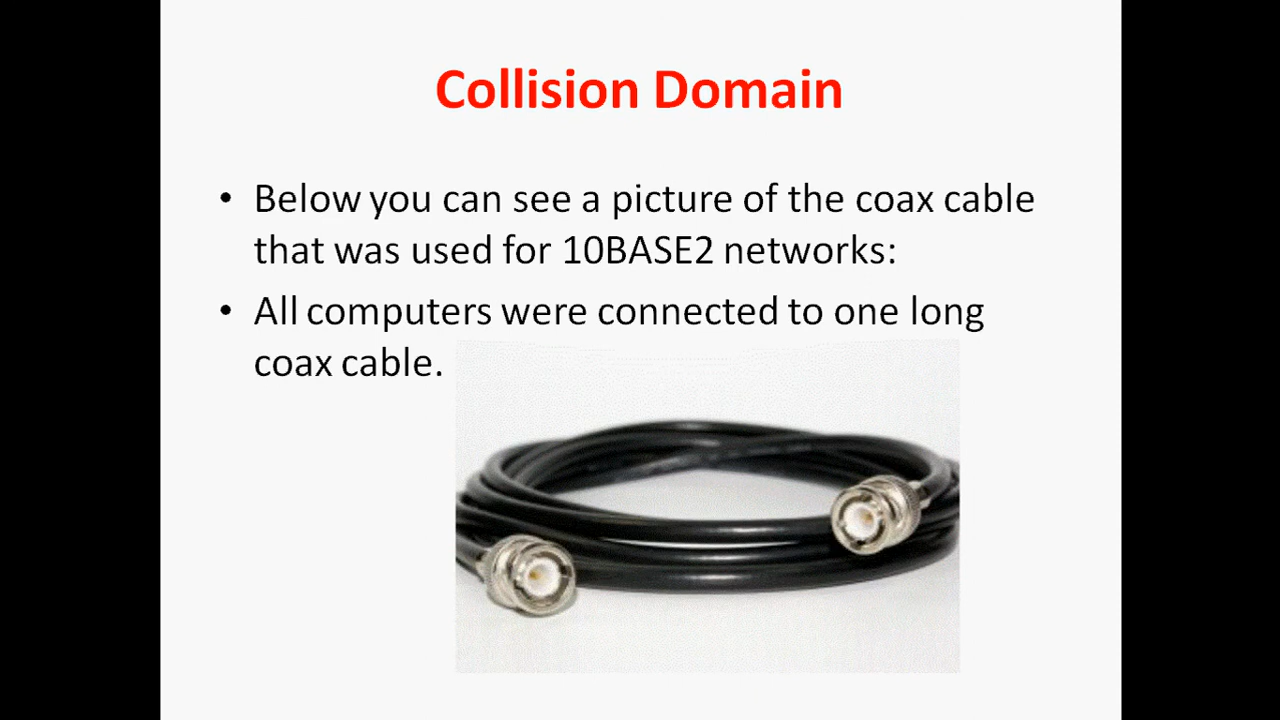 Collision Domain
• Below you can see a picture of the coax cable
that was used for 10BASE2 networks:
• All computers were connected to one long
coax cable.